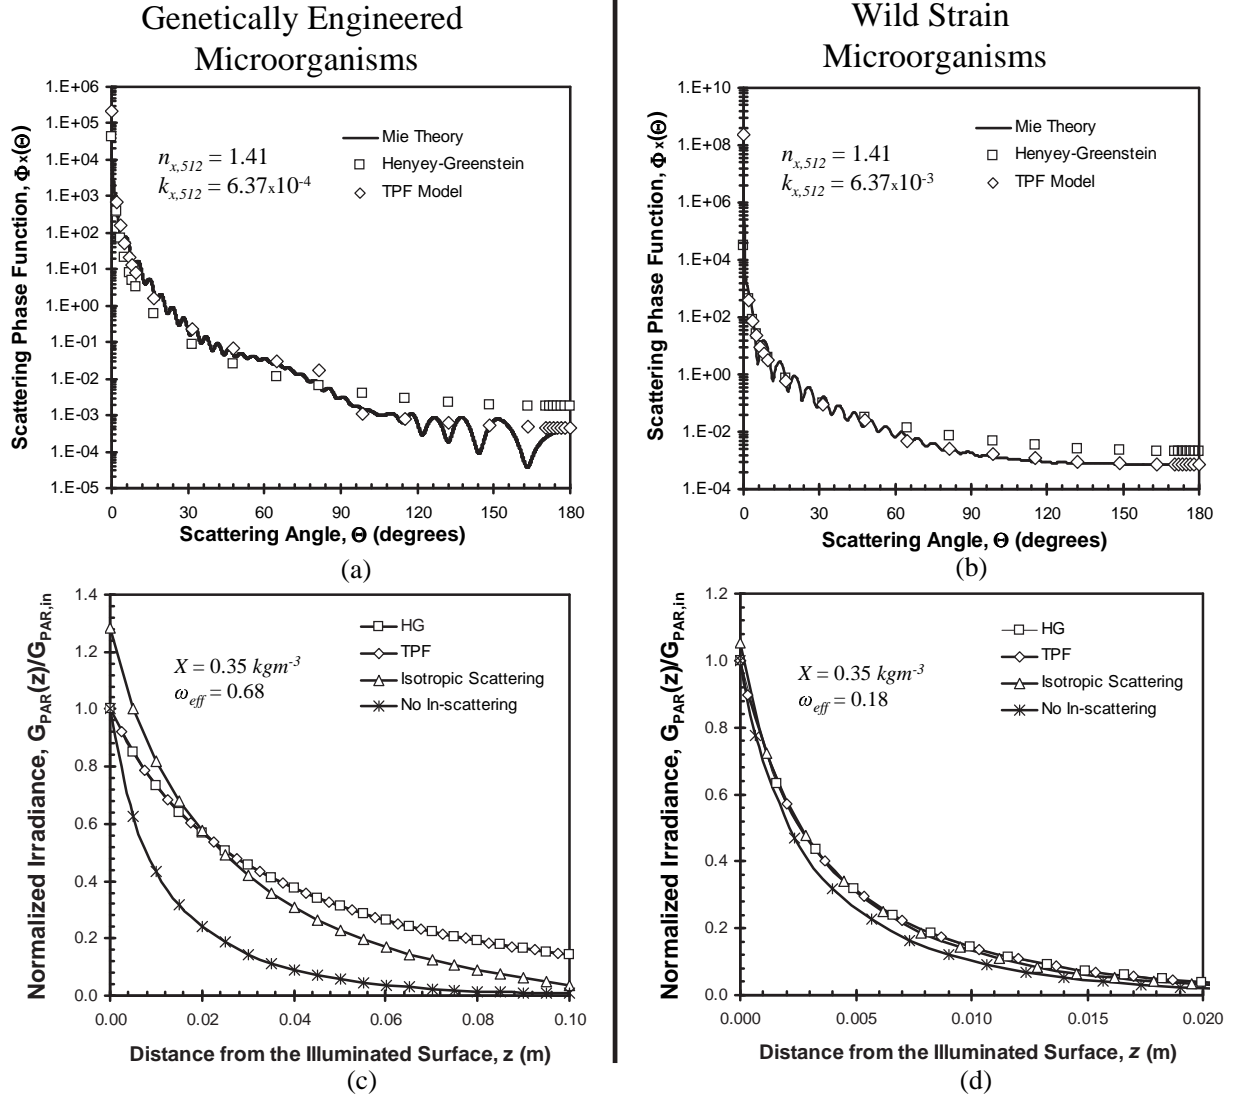 Genetically Engineered
Microorganisms
Wild Strain
Microorganisms
Scattering Phase Function, Φx(Θ)
1.E+06
1.E+05
1.E+04
1.E+03
1.E+02
1.E+01
1.E+00
1.E-01
1.E-02
1.E-03
1.E-04
1.E-05
Mie Theory
Henyey-Greenstein
TPF Model
nx,512 = 1.41
kx,512 = 6.37x10-4
0 30 60 90 120 150 180
Scattering Angle, Θ (degrees)
(a)
Scattering Phase Function, Φx(Θ)
1.E+10
1.E+08
1.E+06
1.E+04
1.E+02
1.E+00
1.E-02
1.E-04
Mie Theory
Henyey-Greenstein
TPF Model
nx,512 = 1.41
kx,512 = 6.37x10-3
0 30 60 90 120 150 180
Scattering Angle, Θ (degrees)
(b)
Normalized Irradiance, GPAR(z)/GPAR,in
1.4
1.2
1.0
0.8
0.6
0.4
0.2
0.0
HG
TPF
Isotropic Scattering
No In-scattering
X = 0.35 kgm-3
ωeff = 0.68
0.00 0.02 0.04 0.06 0.08 0.10
Distance from the Illuminated Surface, z (m)
(c)
Normalized Irradiance, GPAR(z)/GPAR,in
1.2
1.0
0.8
0.6
0.4
0.2
0.0
HG
TPF
Isotropic Scattering
No In-scattering
X = 0.35 kgm-3
ωeff = 0.18
0.000 0.005 0.010 0.015 0.020
Distance from the Illuminated Surface, z (m)
(d)